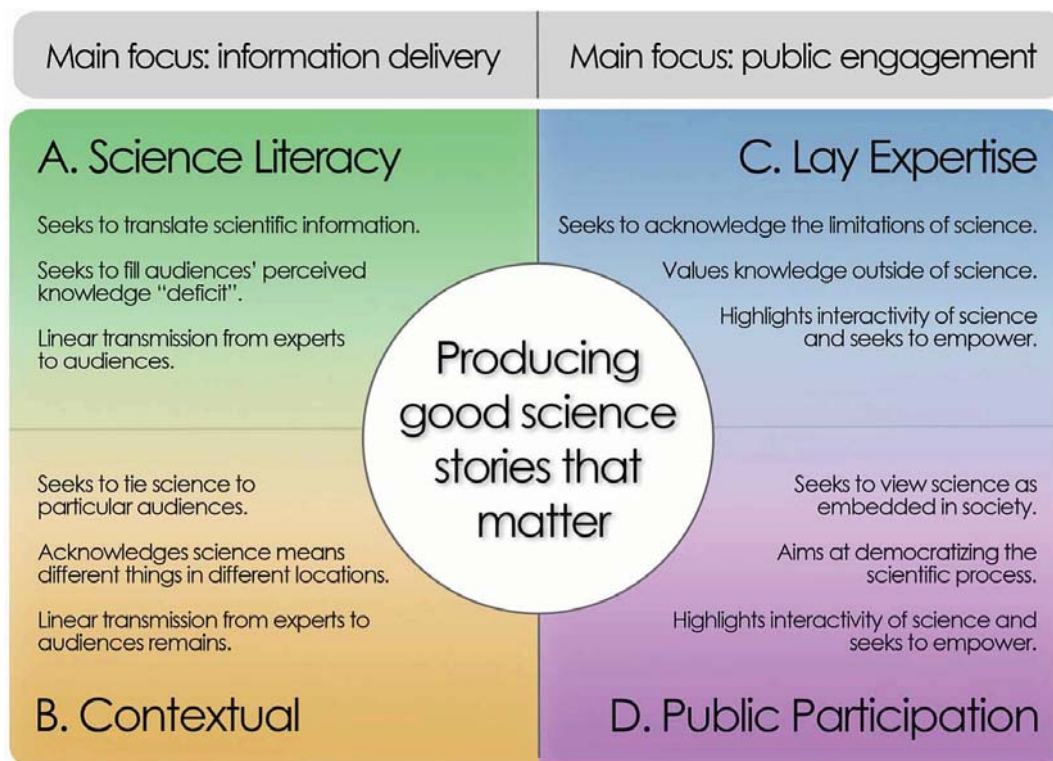 Main focus: information delivery
Main focus: public engagement
A. Science Literacy
Seeks to translate scientific information.
Seeks to fill audiences’ perceived
knowledge “deficit”.
Linear transmission from experts
to audiences.
Seeks to tie science to
particular audiences.
Acknowledges science means
different things in different locations.
Linear transmission from experts to
audiences remains.
B. Contextual
Producing
good science
stories that
matter
C. Lay Expertise
Seeks to acknowledge the limitations of science.
Values knowledge outside of science.
Highlights interactivity of science
and seeks to empower.
Seeks to view science as
embedded in society.
Aims at democratizing the
scientific process.
Highlights interactivity of science and
seeks to empower.
D. Public Participation